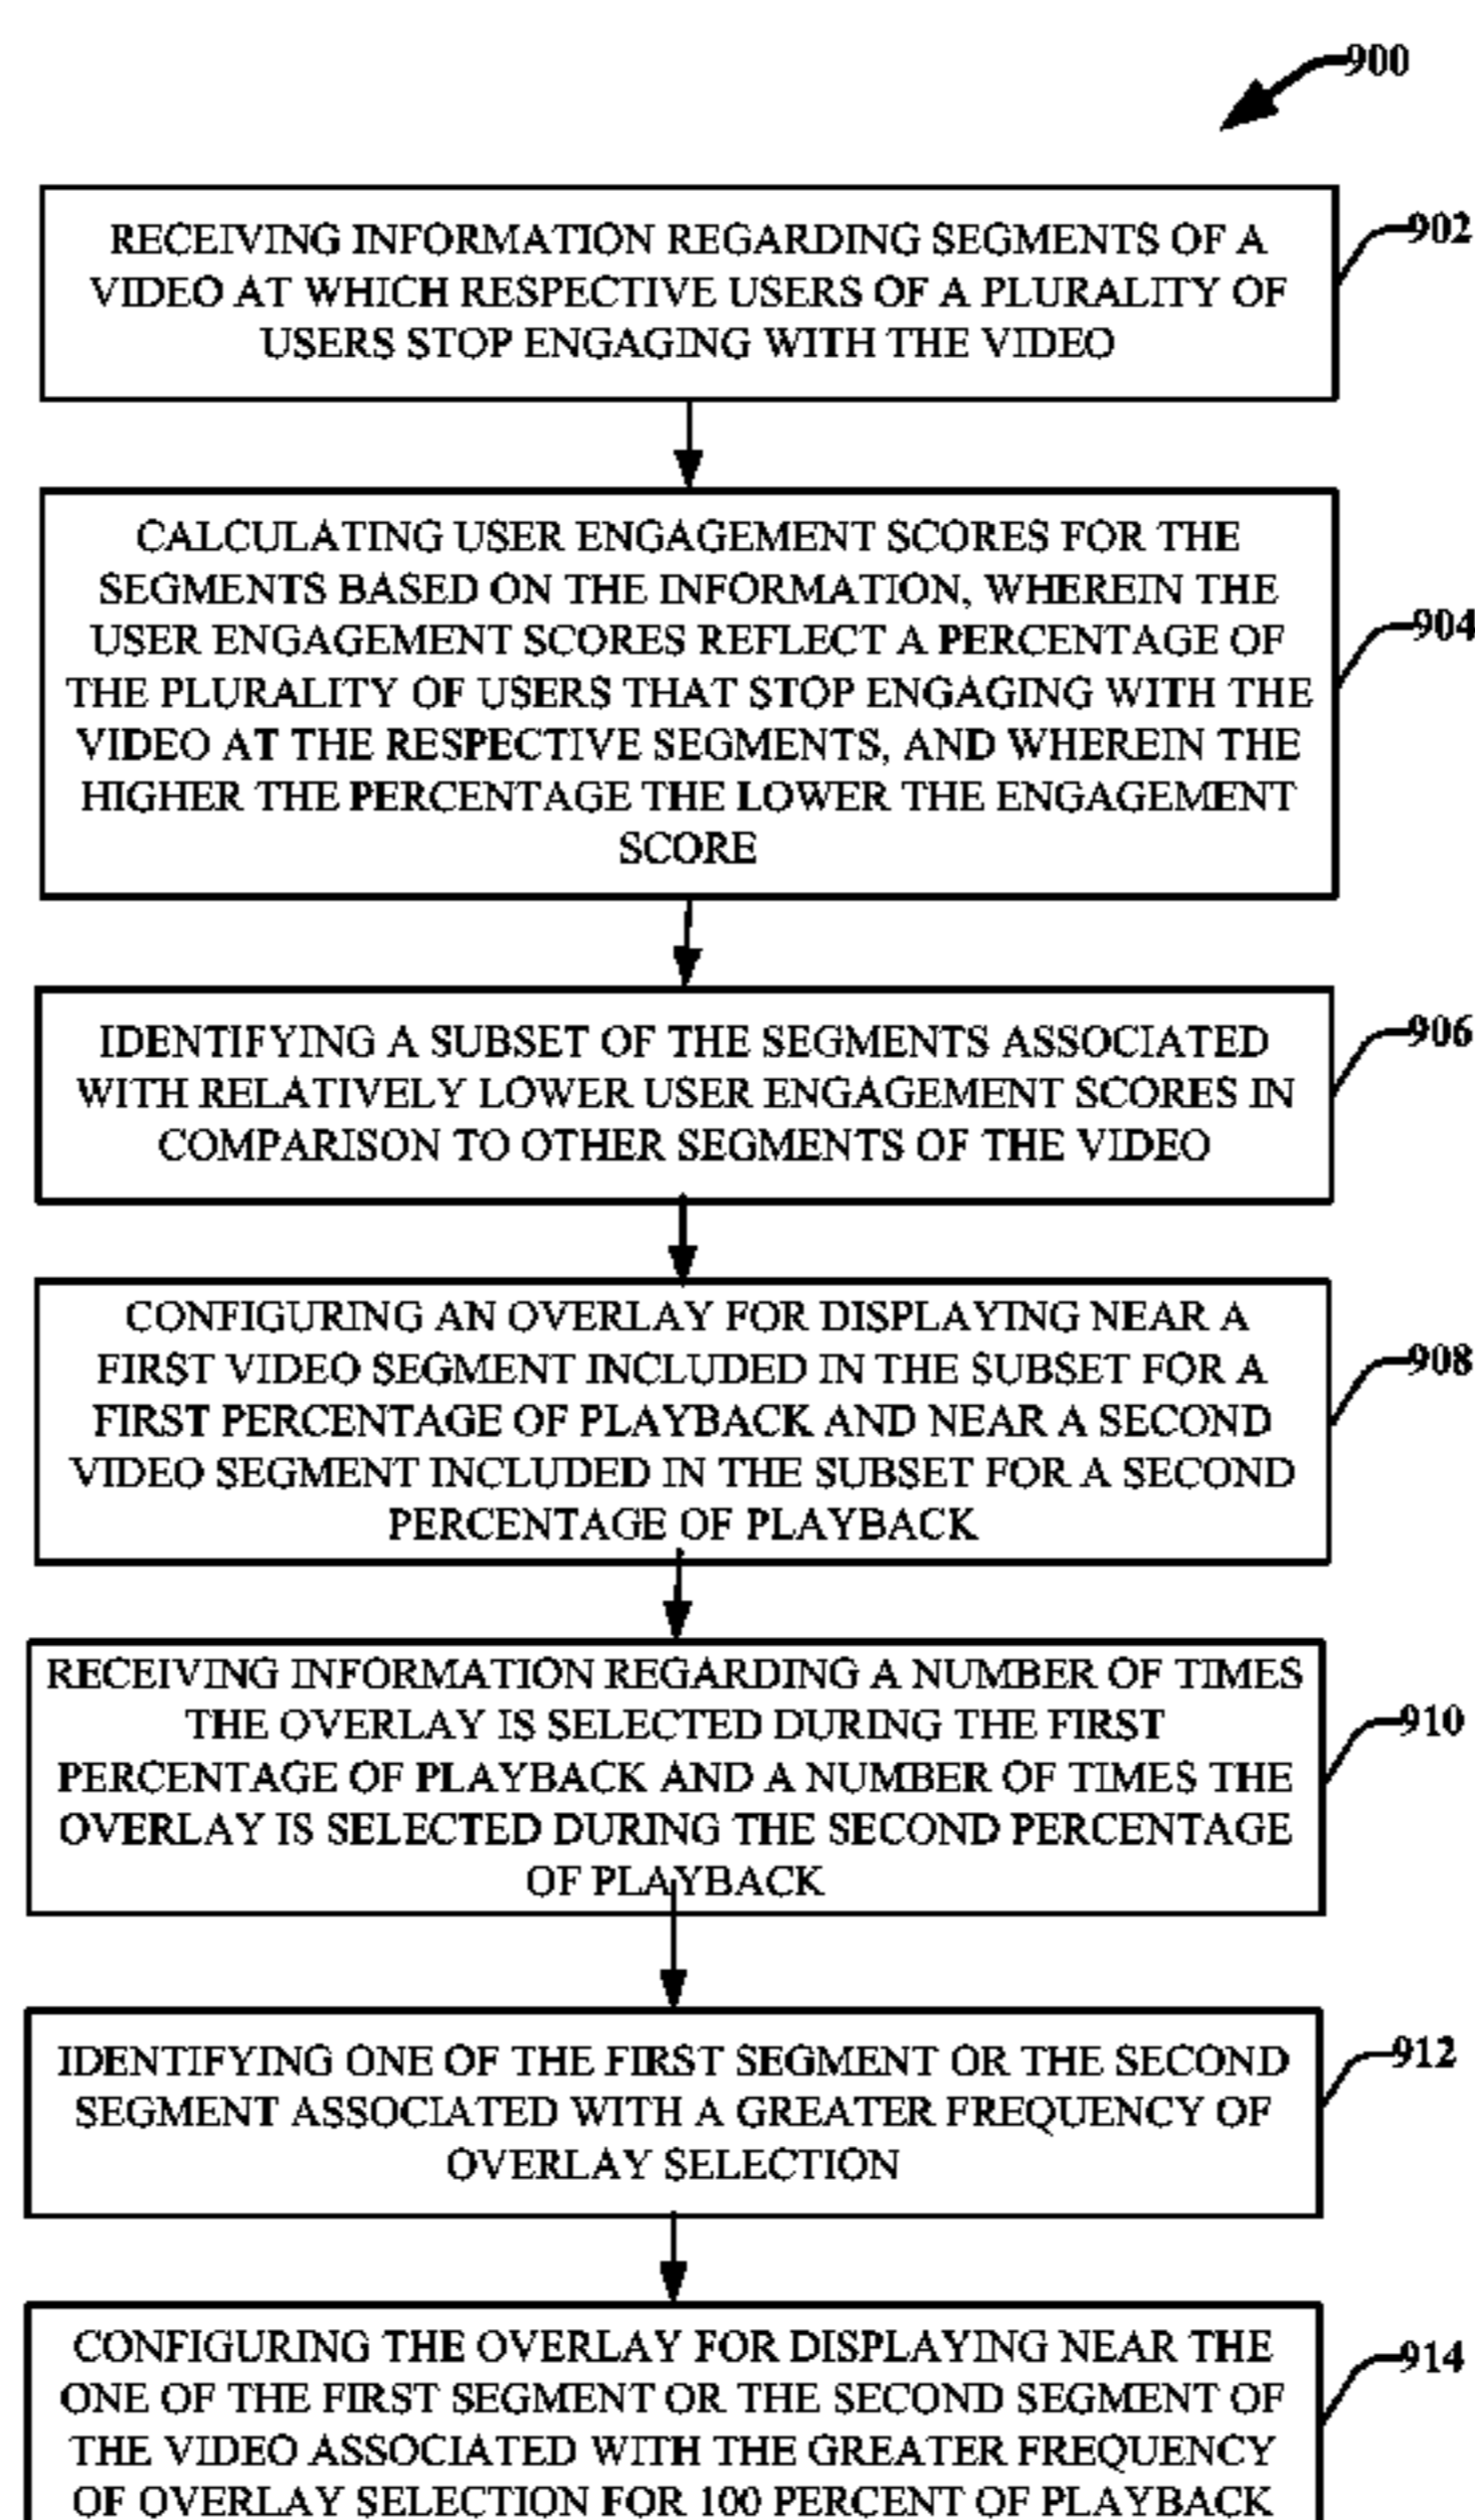 900
RECEIVING INFORMATION REGARDING SEGMENTS OF A
VIDEO AT WHICH RESPECTIVE USERS OF A PLURALITY OF
USERS STOP ENGAGING WITH THE VIDEO
902
CALCULATING USER ENGAGEMENT SCORES FOR THE
SEGMENTS BASED ON THE INFORMATION, WHEREIN THE
USER ENGAGEMENT SCORES REFLECT A PERCENTAGE OF
THE PLURALITY OF USERS THAT STOP ENGAGING WITH THE
VIDEO AT THE RESPECTIVE SEGMENTS, AND WHEREIN THE
HIGHER THE PERCENTAGE THE LOWER THE ENGAGEMENT
SCORE
904
IDENTIFYING A SUBSET OF THE SEGMENTS ASSOCIATED
WITH RELATIVELY LOWER USER ENGAGEMENT SCORES IN
COMPARISON TO OTHER SEGMENTS OF THE VIDEO
906
CONFIGURING AN OVERLAY FOR DISPLAYING NEAR A
FIRST VIDEO SEGMENT INCLUDED IN THE SUBSET FOR A
FIRST PERCENTAGE OF PLAYBACK AND NEAR A SECOND
VIDEO SEGMENT INCLUDED IN THE SUBSET FOR A SECOND
PERCENTAGE OF PLAYBACK
908
RECEIVING INFORMATION REGARDING A NUMBER OF TIMES
THE OVERLAY IS SELECTED DURING THE FIRST
PERCENTAGE OF PLAYBACK AND A NUMBER OF TIMES THE
OVERLAY IS SELECTED DURING THE SECOND PERCENTAGE
OF PLAYBACK
910
IDENTIFYING ONE OF THE FIRST SEGMENT OR THE SECOND
SEGMENT ASSOCIATED WITH A GREATER FREQUENCY OF
OVERLAY SELECTION
912
CONFIGURING THE OVERLAY FOR DISPLAYING NEAR THE
ONE OF THE FIRST SEGMENT OR THE SECOND SEGMENT OF
THE VIDEO ASSOCIATED WITH THE GREATER FREQUENCY
OF OVERLAY SELECTION FOR 100 PERCENT OF PLAYBACK
914